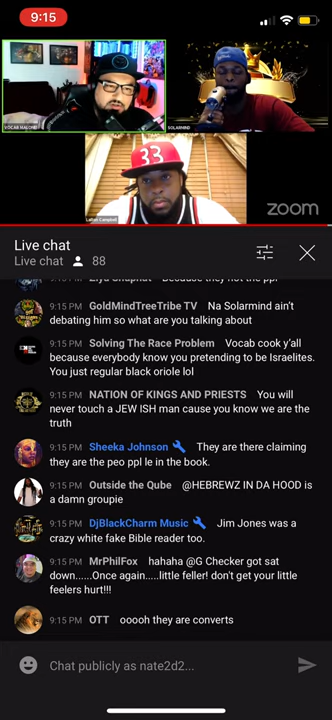 9:15
VOCAB MALONE
SOLARMIND
Campbell
zoom
Live chat
Live chat 88
Because they not the ppl
9:15 PM GoldMindTreeTribe TV Na Solarmind ain't
debating him so what are you talking about
9:15 PM Solving The Race Problem Vocab cook y'all
because everybody know you pretending to be Israelites.
You just regular black oriole lol
9:15 PM NATION OF KINGS AND PRIESTS You will
never touch a JEW ISH man cause you know we are the
truth
9:15 PM Sheeka Johnson They are there claiming
they are the peo ppl le in the book.
9:15 PM Outside the Qube @HEBREWZ IN DA HOOD is
a damn groupie
9:15 PM DjBlackCharm Music Jim Jones was a
crazy white fake Bible reader too.
9:15 PM MrPhilFox hahaha @G Checker got sat
down......Once again.....little feller! don't get your little
feelers hurt!!!
9:15 PM OTT ooooh they are converts
Chat publicly as nate2d2...